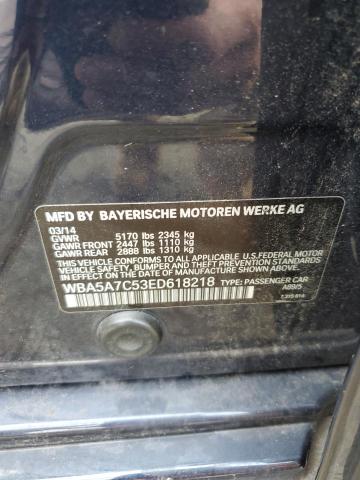 MFD BY BAYERISCHE MOTOREN WERKE AG
03/14
GVWR 5170 lbs 2345 kg
GAWR FRONT 2447 lbs 1110 kg
GAWR REAR 2888 lbs 1310 kg
THIS VEHICLE CONFORMS TO ALL APPLICABLE U.S. FEDERAL MOTOR
VEHICLE SAFETY, BUMPER, AND THEFT PREVENTION STANDARDS
IN EFFECT ON THE DATE OF MANUFACTURE SHOWN ABOVE.
WBA5A7C53ED618218 TYPE: PASSENGER CAR
A89/5